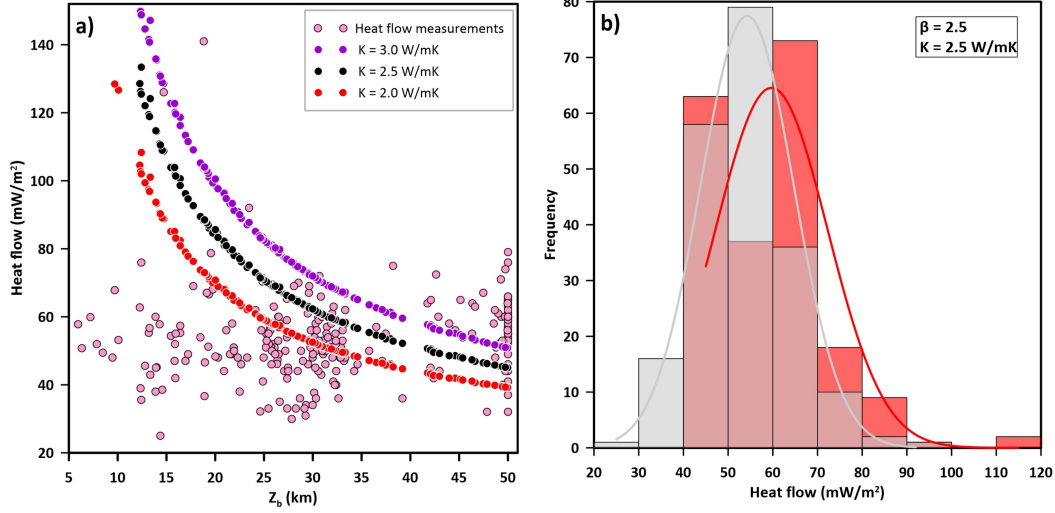 a)
Heat flow measurements
K = 3.0 W/mK
K = 2.5 W/mK
K = 2.0 W/mK
140
120
100
80
60
40
20
Heat flow (mW/m²)
5 10 15 20 25 30 35 40 45 50
Z_b (km)
b)
β = 2.5
K = 2.5 W/mK
80
70
60
50
40
30
20
10
0
Frequency
20 30 40 50 60 70 80 90 100 110 120
Heat flow (mW/m²)